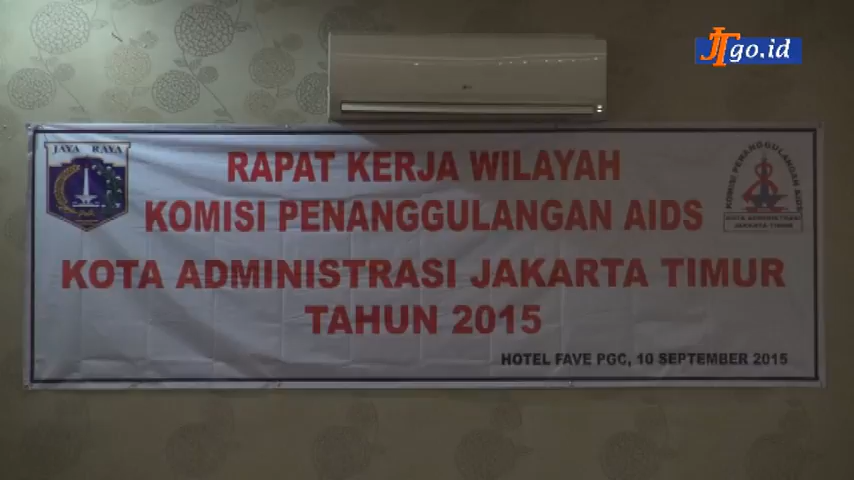 JTgo.id
JAYA RAYA
RAPAT KERJA WILAYAH
KOMISI PENANGGULANGAN AIDS
KOTA ADMINISTRASI JAKARTA TIMUR
TAHUN 2015
HOTEL FAVE PGC, 10 SEPTEMBER 2015
KOMISI PENANGGULANGAN AIDS
KOTA ADMINISTRASI
JAKARTA TIMUR
LG